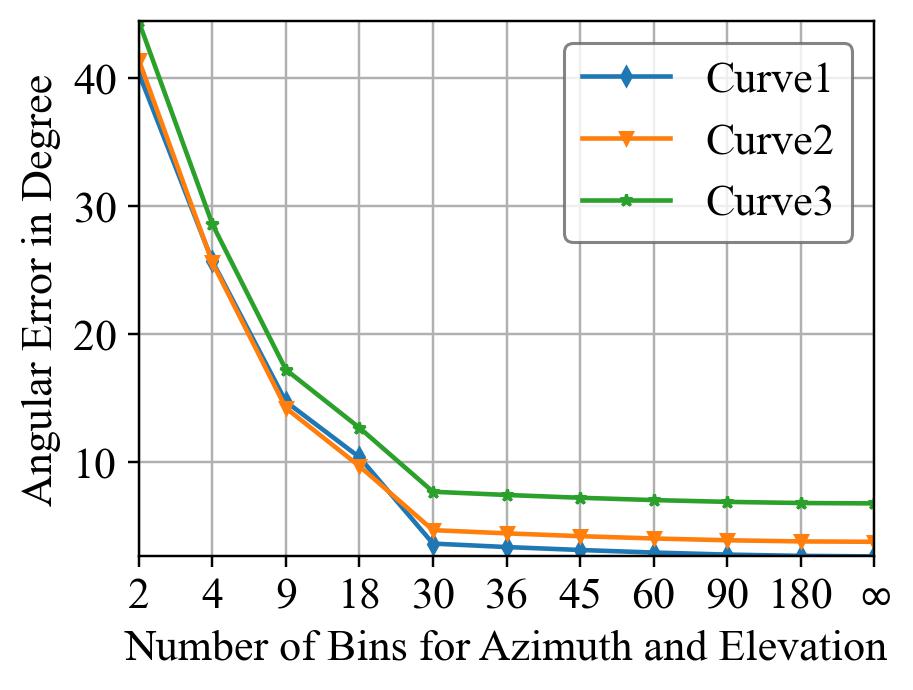 Angular Error in Degree
40
30
20
10
Curve1
Curve2
Curve3
2 4 9 18 30 36 45 60 90 180 ∞
Number of Bins for Azimuth and Elevation